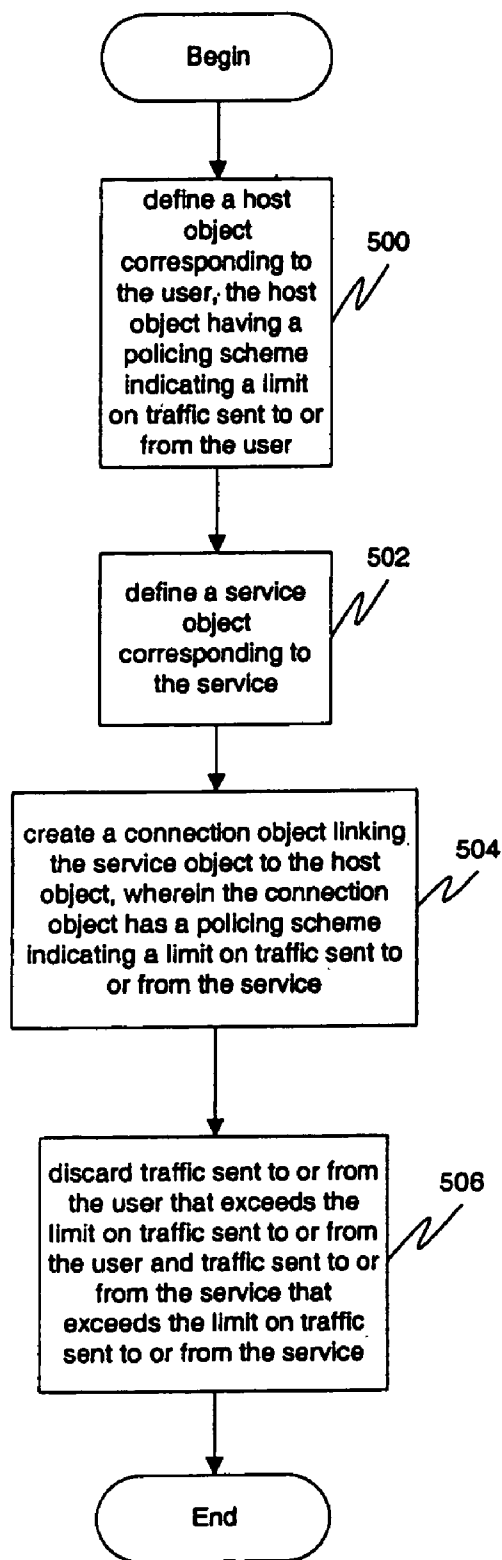 Begin
define a host
object
corresponding to
the user, the host
object having a
policing scheme
indicating a limit
on traffic sent to or
from the user
500
define a service
object
corresponding to
the service
502
create a connection object linking
the service object to the host
object, wherein the connection
object has a policing scheme
indicating a limit on traffic sent to
or from the service
504
discard traffic sent to or from
the user that exceeds the
limit on traffic sent to or from
the user and traffic sent to or
from the service that
exceeds the limit on traffic
sent to or from the service
506
End